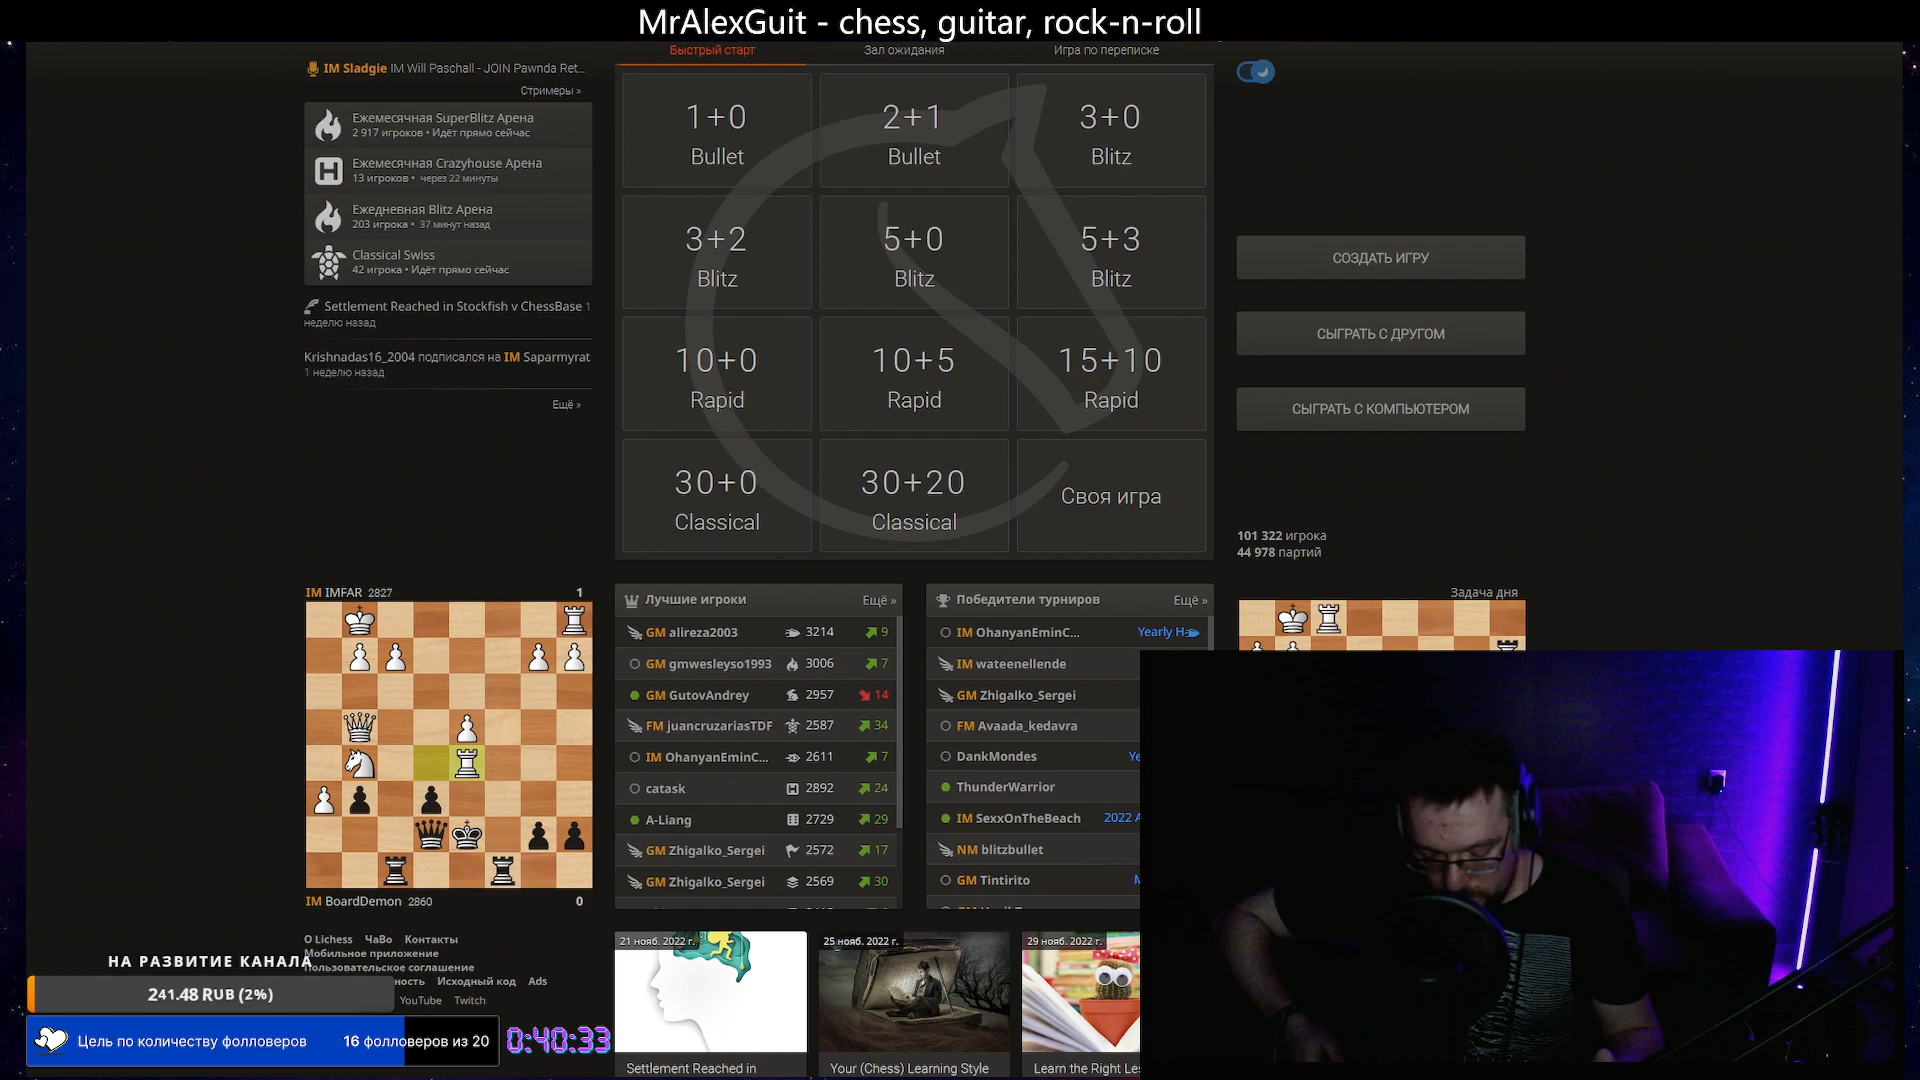 MrAlexGuit - chess, guitar, rock-n-roll
Быстрый старт
Зал ожидания
Игра по переписке
IM Sladgie IM Will Paschall - JOIN Pawnda Ret...
Стримеры »
Ежемесячная SuperBlitz Арена
2 917 игроков • Идёт прямо сейчас
Ежемесячная Crazyhouse Арена
13 игроков • через 22 минуты
Ежедневная Blitz Арена
203 игрока • 37 минут назад
Classical Swiss
42 игрока • Идёт прямо сейчас
Settlement Reached in Stockfish v ChessBase 1
неделю назад
Krishnadas16_2004 подписался на IM Saparmyrat
1 неделю назад
Ещё »
1+0
Bullet
2+1
Bullet
3+0
Blitz
3+2
Blitz
5+0
Blitz
5+3
Blitz
10+0
Rapid
10+5
Rapid
15+10
Rapid
30+0
Classical
30+20
Classical
Своя игра
СОЗДАТЬ ИГРУ
СЫГРАТЬ С ДРУГОМ
СЫГРАТЬ С КОМПЬЮТЕРОМ
101 322 игрока
44 978 партий
IM IMFAR 2827 1
IM BoardDemon 2860 0
Лучшие игроки Ещё »
GM alireza2003 3214 9
GM gmwesleyso1993 3006 7
GM GutovAndrey 2957 14
FM juancruzariasTDF 2587 34
IM OhanyanEminC... 2611 7
catask 2892 24
A-Liang 2729 29
GM Zhigalko_Sergei 2572 17
GM Zhigalko_Sergei 2569 30
Победители турниров Ещё »
IM OhanyanEminC... Yearly H
IM wateenellende
GM Zhigalko_Sergei
FM Avaada_kedavra
DankMondes Ye
ThunderWarrior
IM SexxOnTheBeach 2022 A
NM blitzbullet
GM Tintirito M
Задача дня
О Lichess ЧаВо Контакты
Мобильное приложение
Пользовательское соглашение
ность Исходный код Ads
YouTube Twitch
НА РАЗВИТИЕ КАНАЛА
241.48 RUB (2%)
Цель по количеству фолловеров 16 фолловеров из 20
0:40:33
21 нояб. 2022 г.
Settlement Reached in
25 нояб. 2022 г.
Your (Chess) Learning Style
29 нояб. 2022 г.
Learn the Right Les